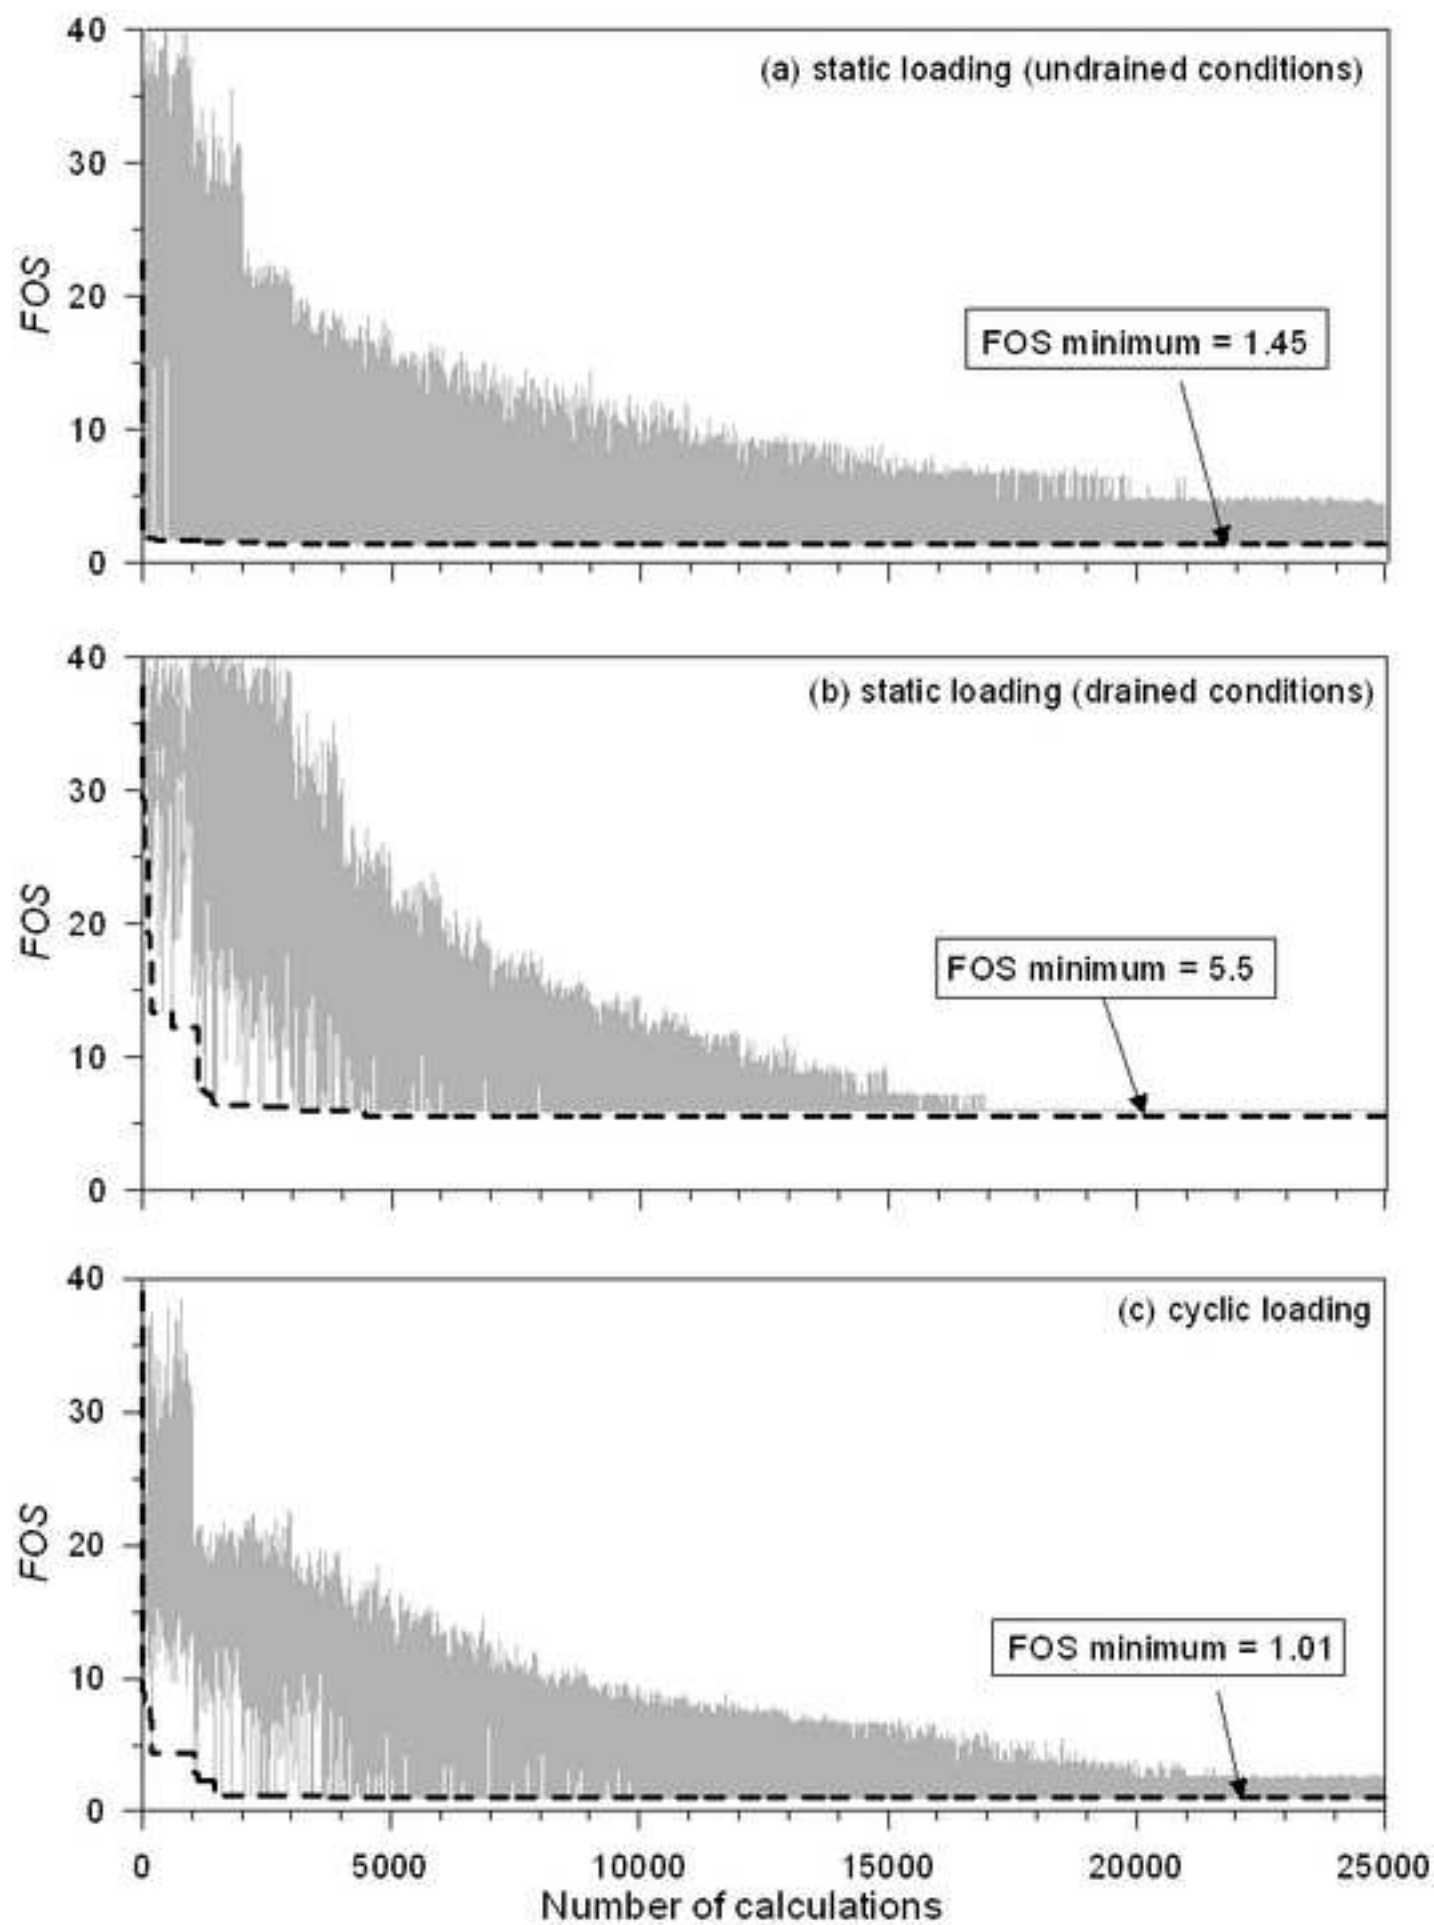 40
(a) static loading (undrained conditions)
30
FOS
20
FOS minimum = 1.45
10
0
40
(b) static loading (drained conditions)
30
FOS
20
FOS minimum = 5.5
10
0
40
(c) cyclic loading
30
FOS
20
FOS minimum = 1.01
10
0
0 5000 10000 15000 20000 25000
Number of calculations